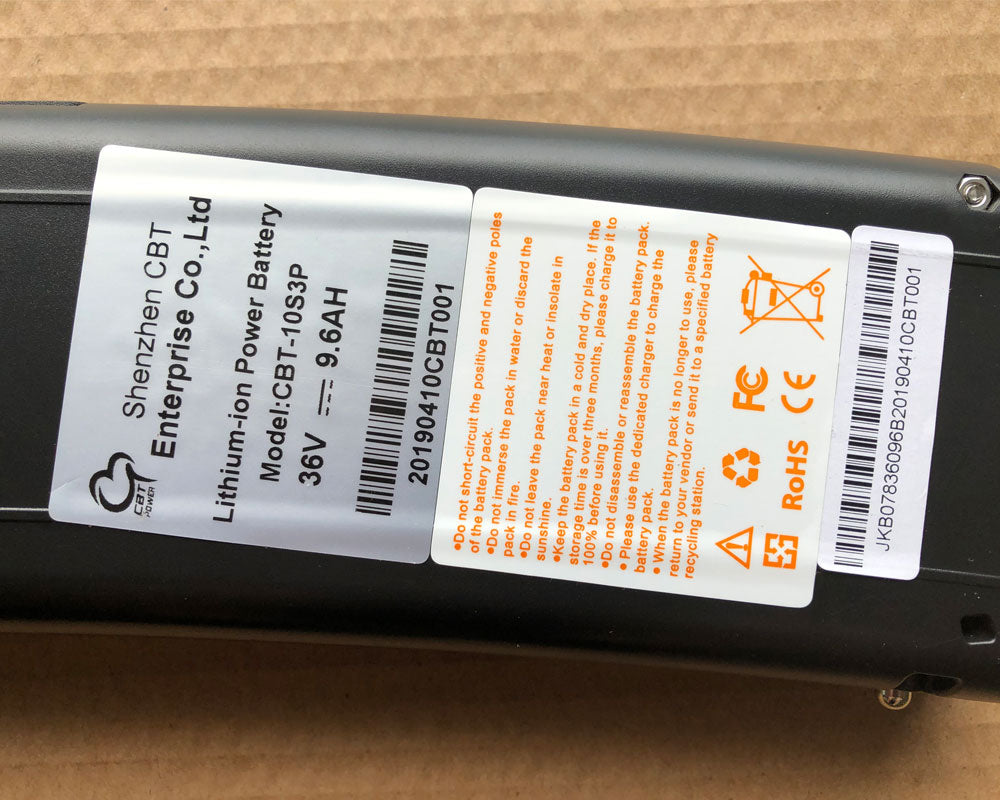 CBT
POWER
Shenzhen CBT
Enterprise Co.,Ltd
Lithium-ion Power Battery
Model:CBT-10S3P
36V 9.6AH
20190410CBT001
•Do not short-circuit the positive and negative poles
of the battery pack.
•Do not immerse the pack in water or discard the
pack in fire.
•Do not leave the pack near heat or insolate in
sunshine.
•Keep the battery pack in a cold and dry place. If the
storage time is over three months, please charge it to
100% before using it.
•Do not disassemble or reassemble the battery pack.
• Please use the dedicated charger to charge the
battery pack.
• When the battery pack is no longer to use, please
return to your vendor or send it to a specified battery
recycling station.
FC
RoHS CE
JKB07836096B20190410CBT001